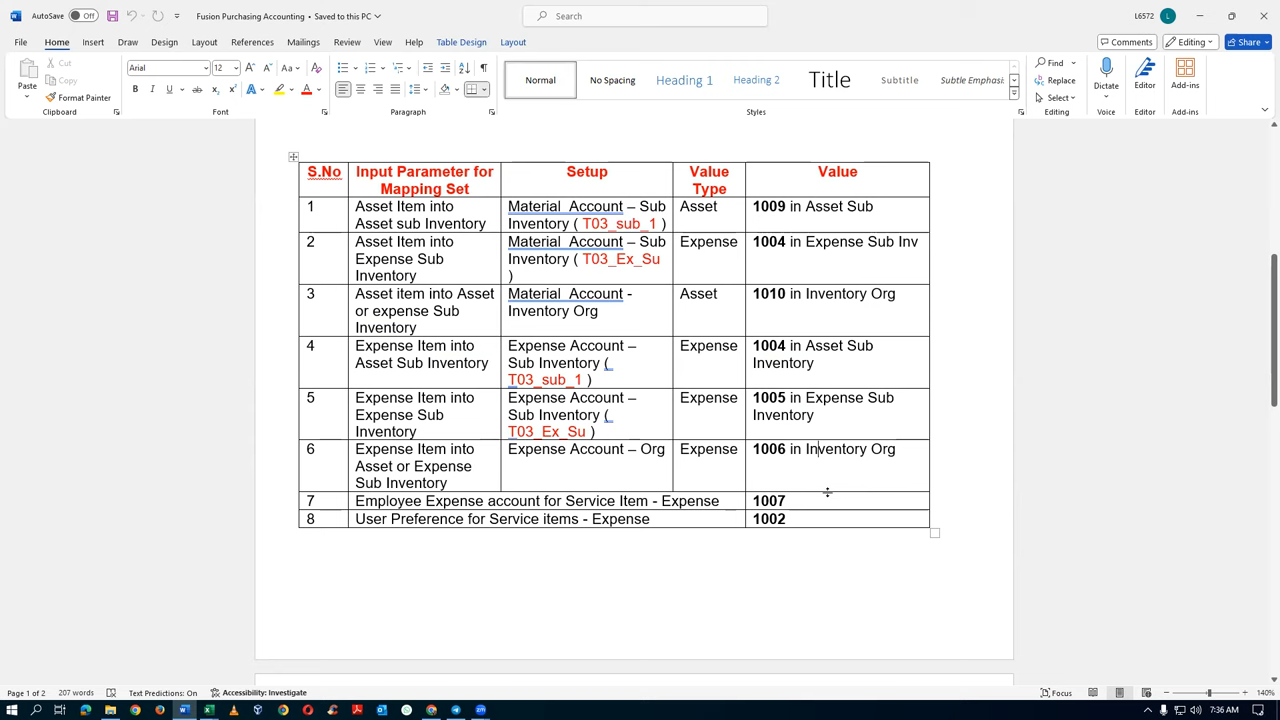 AutoSave Off Fusion Purchasing Accounting - Saved to this PC Search L6572 L
File Home Insert Draw Design Layout References Mailings Review View Help Table Design Layout Comments Editing Share
Paste Cut Copy Format Painter
Arial 12
Normal No Spacing Heading 1 Heading 2 Title Subtitle Subtle Emphasis
Find Replace Select Dictate Editor Add-ins
Clipboard Font Paragraph Styles Editing Voice Editor Add-ins
S.No Input Parameter for Setup Value Value
Mapping Set Type
1 Asset Item into Material Account – Sub Asset 1009 in Asset Sub
Asset sub Inventory Inventory ( T03_sub_1 )
2 Asset Item into Material Account – Sub Expense 1004 in Expense Sub Inv
Expense Sub Inventory ( T03_Ex_Su
Inventory )
3 Asset item into Asset Material Account - Asset 1010 in Inventory Org
or expense Sub Inventory Org
Inventory
4 Expense Item into Expense Account – Expense 1004 in Asset Sub
Asset Sub Inventory Sub Inventory ( Inventory
T03_sub_1 )
5 Expense Item into Expense Account – Expense 1005 in Expense Sub
Expense Sub Sub Inventory ( Inventory
Inventory T03_Ex_Su )
6 Expense Item into Expense Account – Org Expense 1006 in Inventory Org
Asset or Expense
Sub Inventory
7 Employee Expense account for Service Item - Expense 1007
8 User Preference for Service items - Expense 1002
Page 1 of 2 207 words Text Predictions: On Accessibility: Investigate Focus 140%
7:36 AM